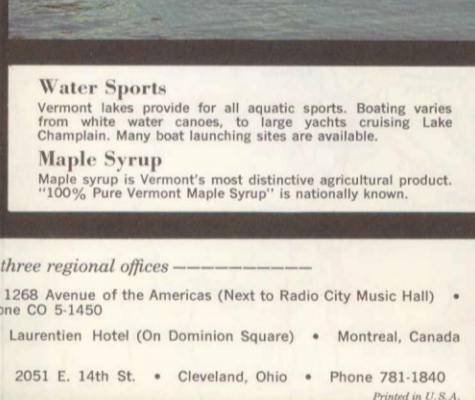 Water Sports
Vermont lakes provide for all aquatic sports. Boating varies
from white water canoes, to large yachts cruising Lake
Champlain. Many boat launching sites are available.
Maple Syrup
Maple syrup is Vermont's most distinctive agricultural product.
"100% Pure Vermont Maple Syrup" is nationally known.
three regional offices —
1268 Avenue of the Americas (Next to Radio City Music Hall) •
one CO 5-1450
Laurentien Hotel (On Dominion Square) • Montreal, Canada
2051 E. 14th St. • Cleveland, Ohio • Phone 781-1840
Printed in U.S.A.